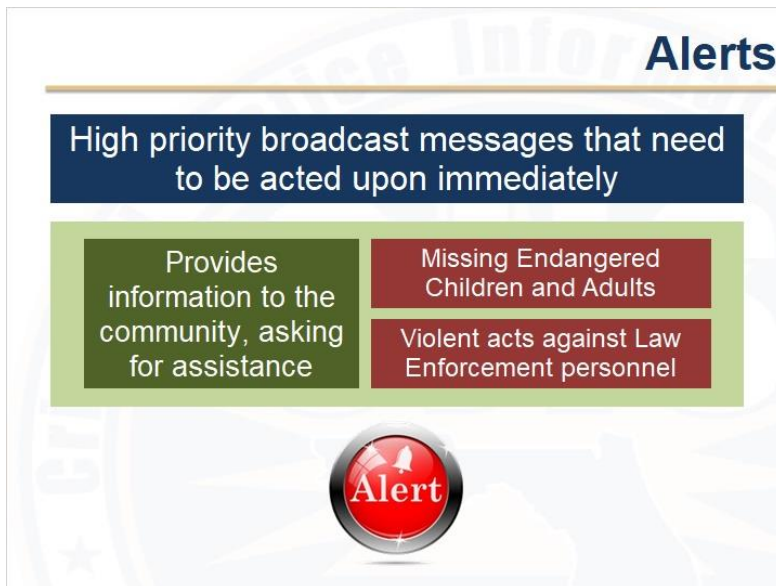 Alerts
High priority broadcast messages that need
to be acted upon immediately
Provides
information to the
community, asking
for assistance
Missing Endangered
Children and Adults
Violent acts against Law
Enforcement personnel
Alert